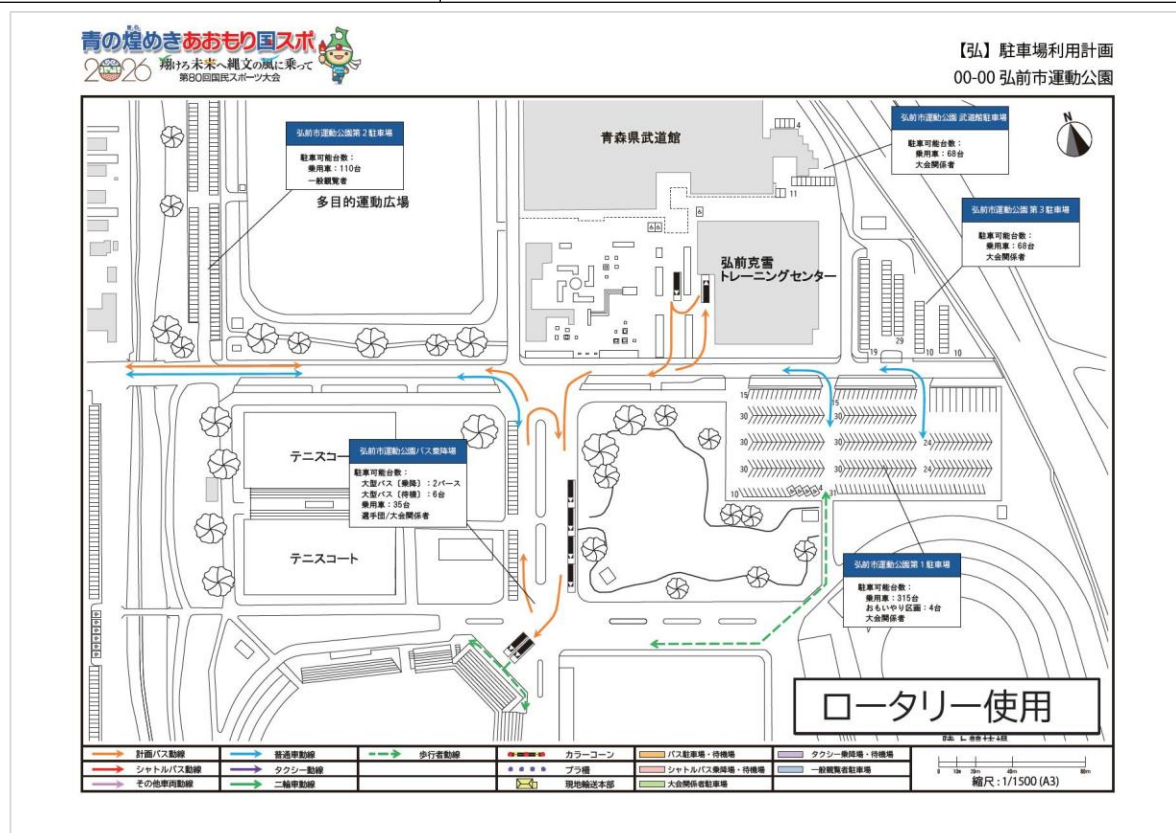 青の煌めきあおもり国スポ
2026 翔けろ未来へ縄文の風に乗って
第80回国民スポーツ大会
【弘】駐車場利用計画
00-00 弘前市運動公園
弘前市運動公園第2駐車場
駐車可能台数：
乗用車：110台
一般観覧者
多目的運動広場
青森県武道館
4
11
弘前市運動公園 武道館駐車場
駐車可能台数：
乗用車：68台
大会関係者
N
弘前市運動公園 第3駐車場
駐車可能台数：
乗用車：68台
大会関係者
弘前克雪
トレーニングセンター
29
19
10
10
15
15
30
30
30
30
24
30
30
24
10
4
31
テニスコー
弘前市運動公園バス乗降場
駐車可能台数：
大型バス〔乗降〕：2バース
大型バス〔待機〕：6台
乗用車：35台
選手団/大会関係者
テニスコート
弘前市運動公園第1駐車場
駐車可能台数：
乗用車：315台
おもいやり区画：4台
大会関係者
ロータリー使用
計画バス動線
普通車動線
歩行者動線
カラーコーン
バス駐車場・待機場
タクシー乗降場・待機場
シャトルバス動線
タクシー動線
プラ柵
シャトルバス乗降場・待機場
一般観覧者駐車場
その他車両動線
二輪車動線
現地輸送本部
大会関係者駐車場
縮尺：1/1500 (A3)